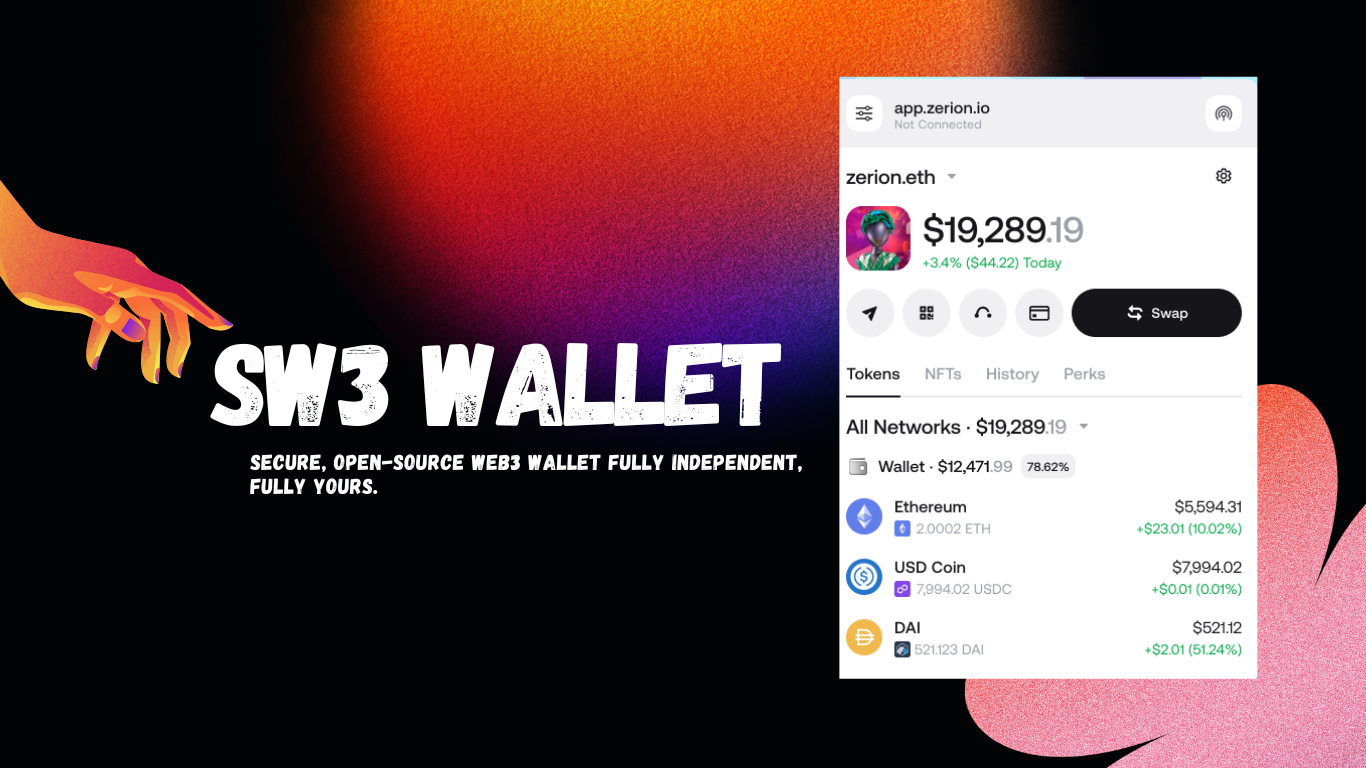 SW3 WALLET
SECURE, OPEN-SOURCE WEB3 WALLET FULLY INDEPENDENT,
FULLY YOURS.
app.zerion.io
Not Connected
zerion.eth
$19,289.19
+3.4% ($44.22) Today
Swap
Tokens NFTs History Perks
All Networks · $19,289.19
Wallet · $12,471.99 78.62%
Ethereum $5,594.31
2.0002 ETH +$23.01 (10.02%)
USD Coin $7,994.02
7,994.02 USDC +$0.01 (0.01%)
DAI $521.12
521.123 DAI +$2.01 (51.24%)